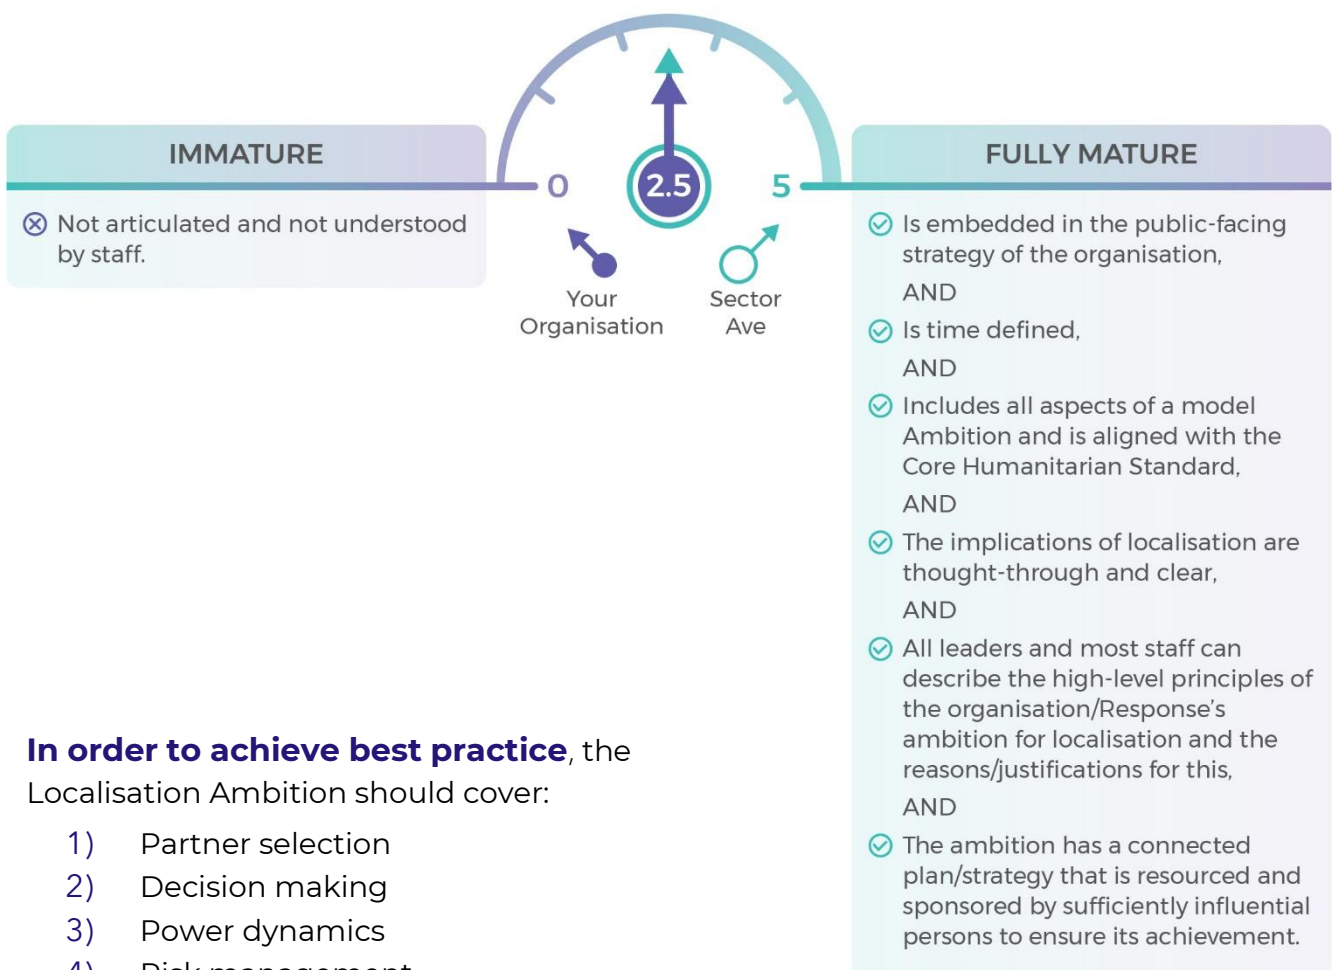 IMMATURE
Not articulated and not understood
by staff.
0
2.5
5
Your
Organisation
Sector
Ave
FULLY MATURE
Is embedded in the public-facing
strategy of the organisation,
AND
Is time defined,
AND
Includes all aspects of a model
Ambition and is aligned with the
Core Humanitarian Standard,
AND
The implications of localisation are
thought-through and clear,
AND
All leaders and most staff can
describe the high-level principles of
the organisation/Response's
ambition for localisation and the
reasons/justifications for this,
AND
The ambition has a connected
plan/strategy that is resourced and
sponsored by sufficiently influential
persons to ensure its achievement.
In order to achieve best practice, the
Localisation Ambition should cover:
1) Partner selection
2) Decision making
3) Power dynamics
4) Risk management